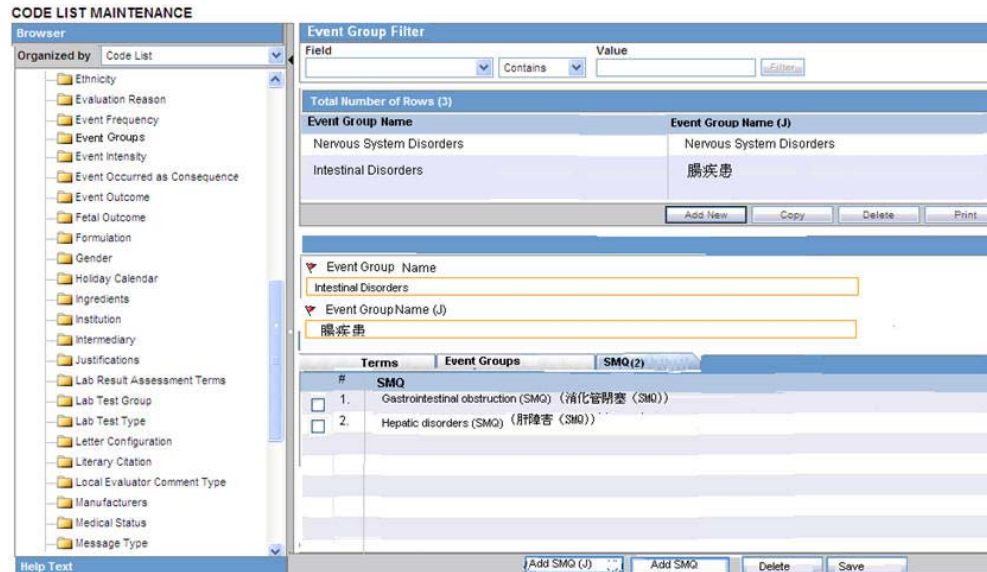 CODE LIST MAINTENANCE
Browser
Organized by Code List
Ethnicity
Evaluation Reason
Event Frequency
Event Groups
Event Intensity
Event Occurred as Consequence
Event Outcome
Fetal Outcome
Formulation
Gender
Holiday Calendar
Ingredients
Institution
Intermediary
Justifications
Lab Result Assessment Terms
Lab Test Group
Lab Test Type
Letter Configuration
Literary Citation
Local Evaluator Comment Type
Manufacturers
Medical Status
Message Type
Help Text
Event Group Filter
Field Value
Contains Filter
Total Number of Rows (3)
Event Group Name Event Group Name (J)
Nervous System Disorders Nervous System Disorders
Intestinal Disorders 腸疾患
Add New Copy Delete Print
Event Group Name
Intestinal Disorders
Event Group Name (J)
腸疾患
Terms Event Groups SMQ(2)
# SMQ
1. Gastrointestinal obstruction (SMQ) (消化管閉塞 (SMQ))
2. Hepatic disorders (SMQ) (肝障害 (SMQ))
Add SMQ (J) Add SMQ Delete Save